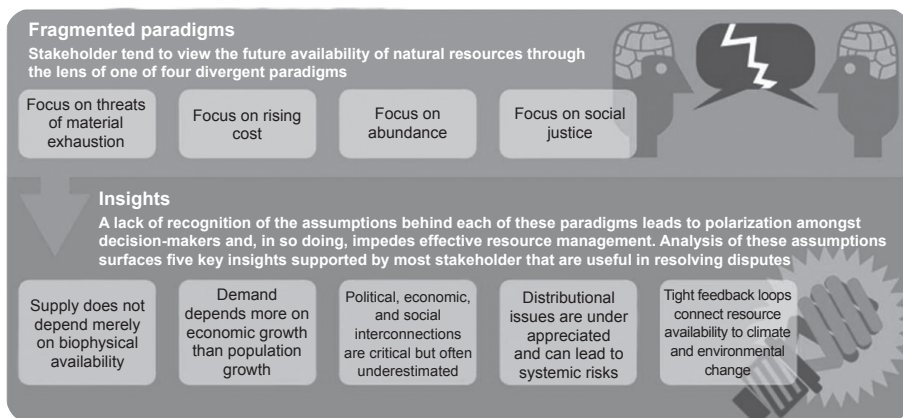 Fragmented paradigms
Stakeholder tend to view the future availability of natural resources through
the lens of one of four divergent paradigms
Focus on threats
of material
exhaustion
Focus on rising
cost
Focus on
abundance
Focus on social
justice
Insights
A lack of recognition of the assumptions behind each of these paradigms leads to polarization amongst
decision-makers and, in so doing, impedes effective resource management. Analysis of these assumptions
surfaces five key insights supported by most stakeholder that are useful in resolving disputes
Supply does not
depend merely
on biophysical
availability
Demand
depends more on
economic growth
than population
growth
Political, economic,
and social
interconnections
are critical but often
underestimated
Distributional
issues are under
appreciated
and can lead to
systemic risks
Tight feedback loops
connect resource
availability to climate
and environmental
change